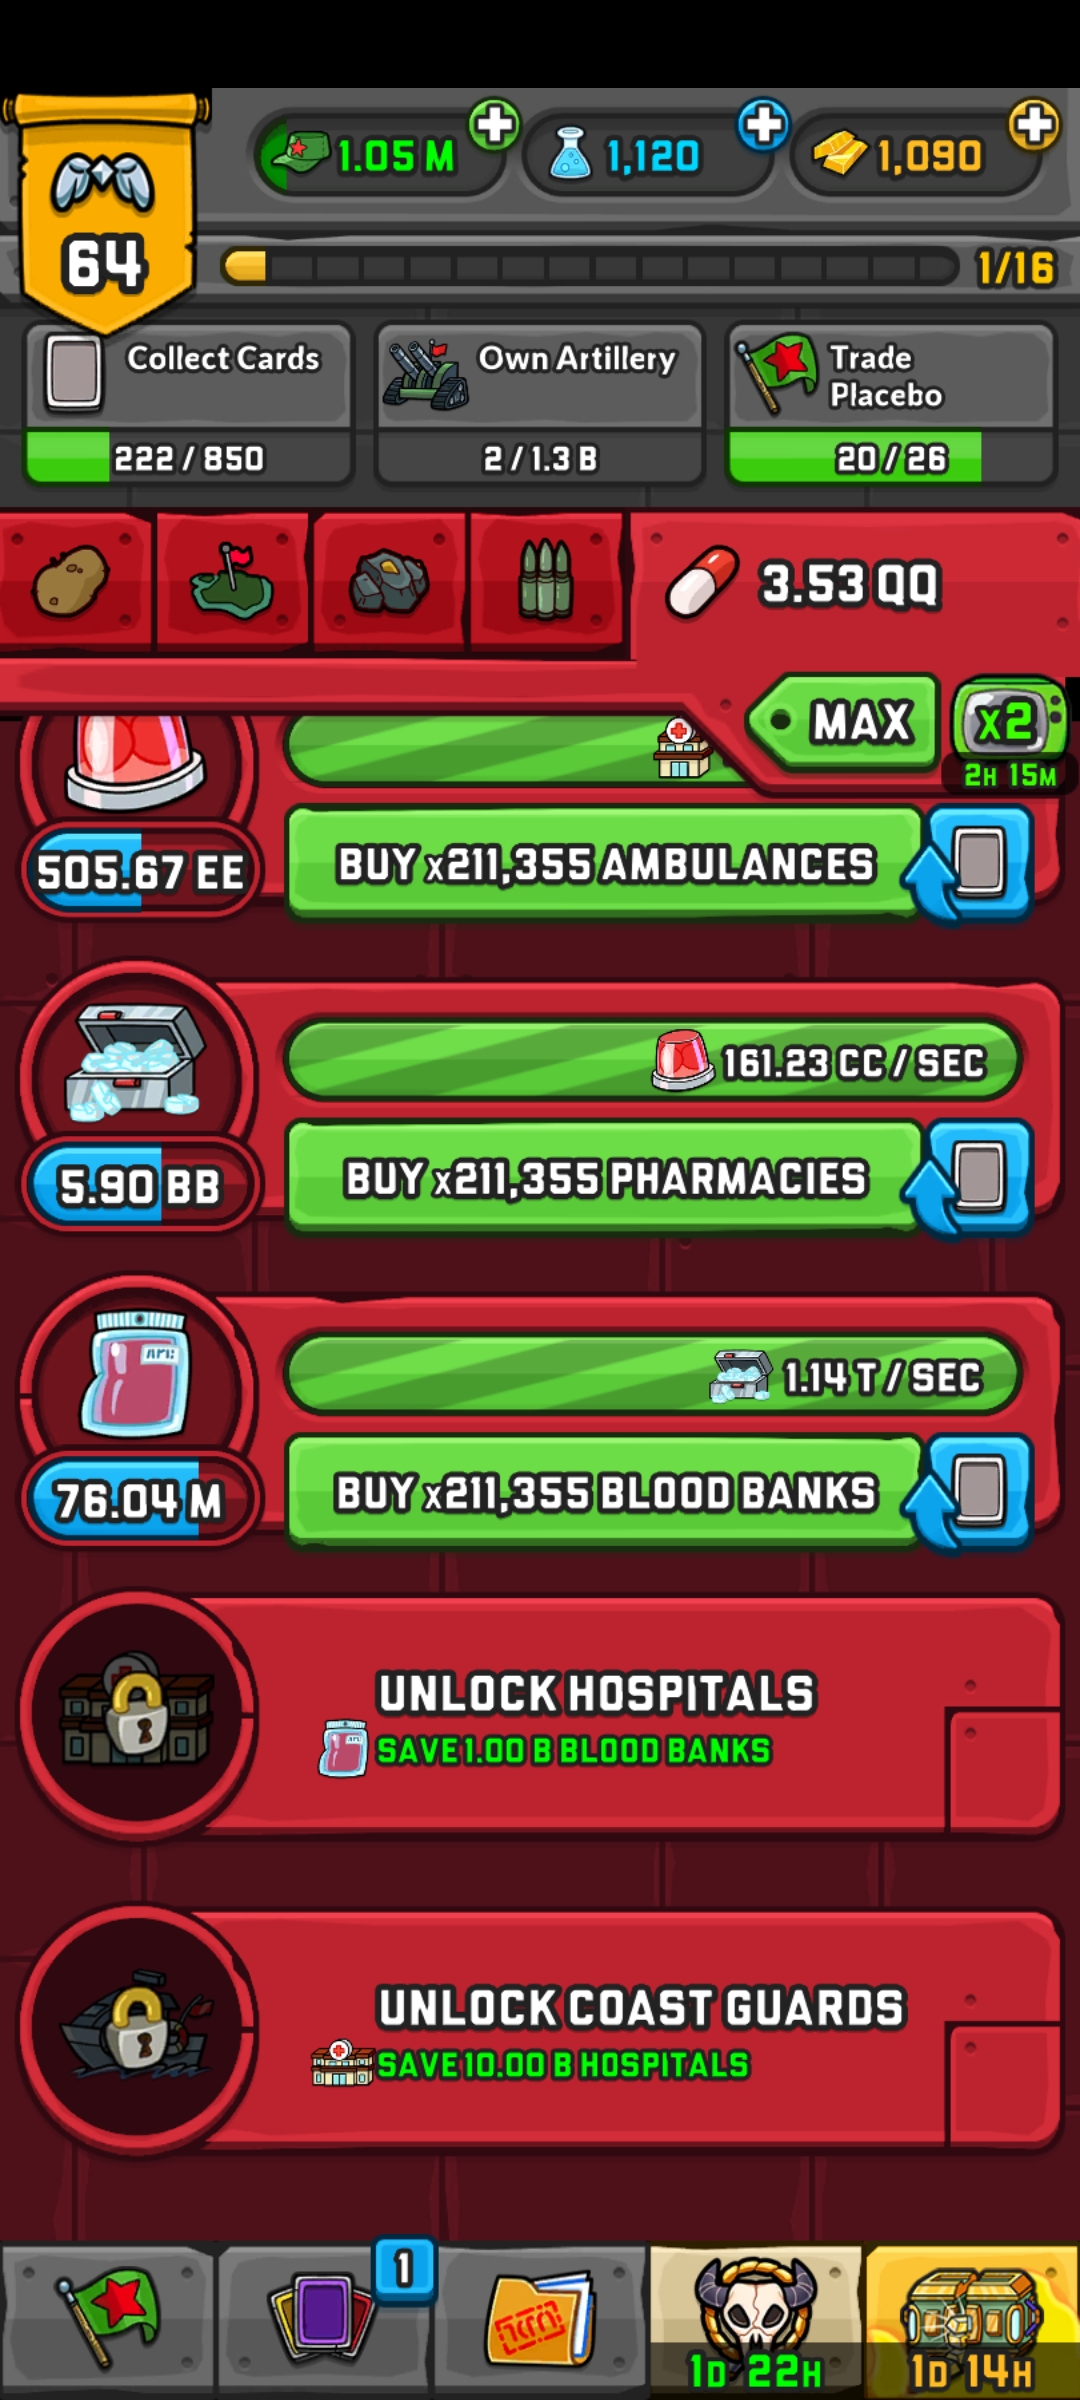 1.05 M
1,120
1,090
64
1/16
Collect Cards
222 / 850
Own Artillery
2 / 1.3 B
Trade
Placebo
20 / 26
3.53 QQ
MAX
x2
2H 15M
505.67 EE
BUY x211,355 AMBULANCES
161.23 CC / SEC
5.90 BB
BUY x211,355 PHARMACIES
1.14 T / SEC
76.04 M
BUY x211,355 BLOOD BANKS
UNLOCK HOSPITALS
SAVE 1.00 B BLOOD BANKS
UNLOCK COAST GUARDS
SAVE 10.00 B HOSPITALS
1
1D 22H
1D 14H